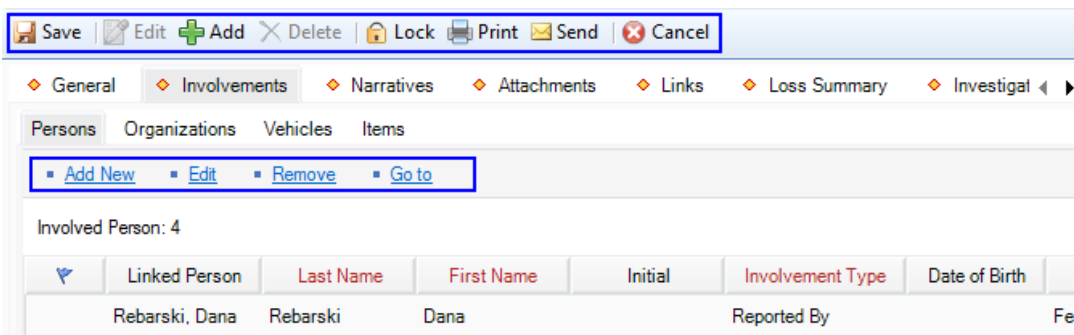 Save Edit Add Delete Lock Print Send Cancel
General Involvements Narratives Attachments Links Loss Summary Investigat
Persons Organizations Vehicles Items
Add New Edit Remove Go to
Involved Person: 4
Linked Person Last Name First Name Initial Involvement Type Date of Birth
Rebarski, Dana Rebarski Dana Reported By Fe